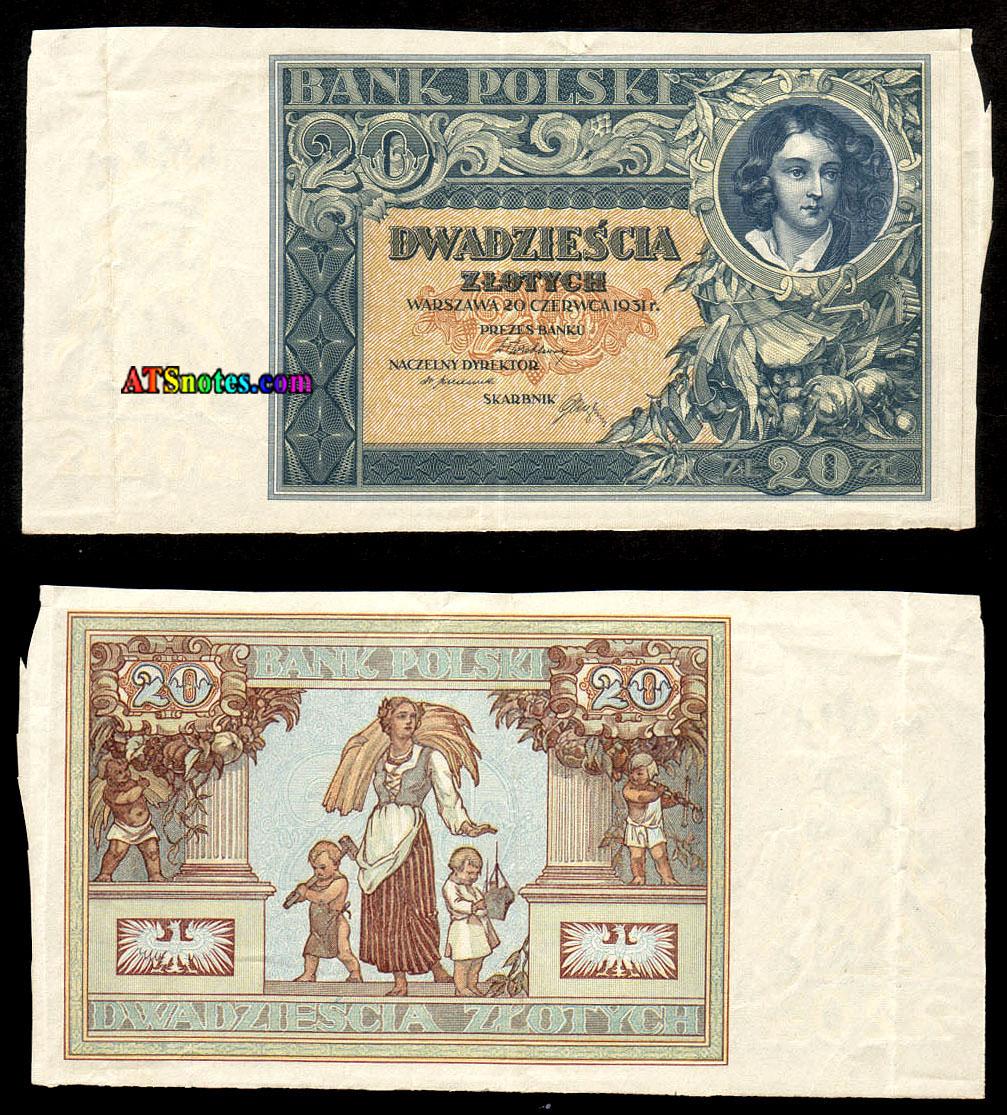 BANK POLSKI
20
DWADZIEŚCIA
ZŁOTYCH
WARSZAWA 20 CZERWCA 1931 r.
PREZES BANKU
NACZELNY DYREKTOR
SKARBNIK
ATSnotes.com
ZŁ 20 ZŁ
BANK POLSKI
20 20
DWADZIEŚCIA ZŁOTYCH